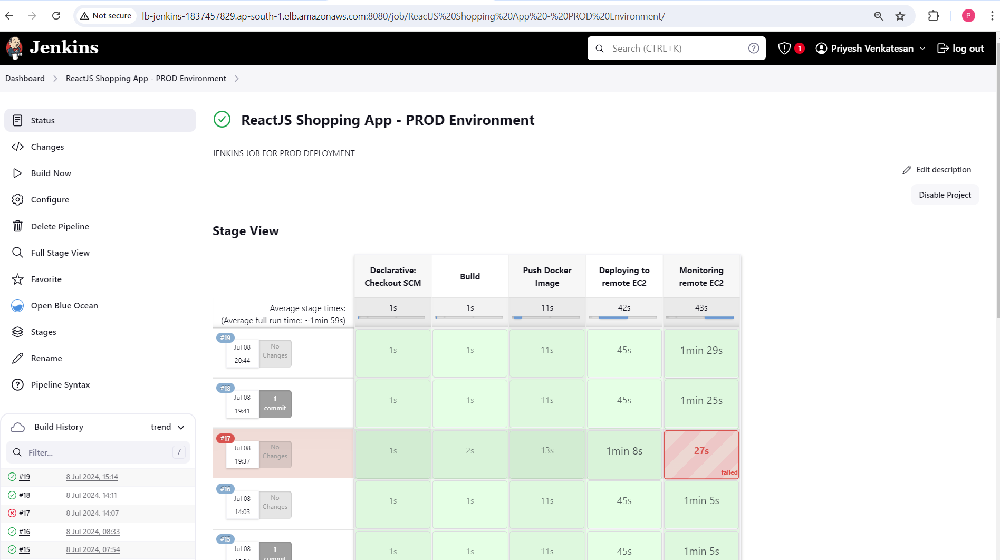 Not secure
lb-jenkins-1837457829.ap-south-1.elb.amazonaws.com:8080/job/ReactJS%20Shopping%20App%20-%20PROD%20Environment/
P
Jenkins
Search (CTRL+K)
?
1
Priyesh Venkatesan
log out
Dashboard
ReactJS Shopping App - PROD Environment
Status
Changes
Build Now
Configure
Delete Pipeline
Full Stage View
Favorite
Open Blue Ocean
Stages
Rename
Pipeline Syntax
Build History
trend
Filter...
/
#19 8 Jul 2024, 15:14
#18 8 Jul 2024, 14:11
#17 8 Jul 2024, 14:07
#16 8 Jul 2024, 08:33
#15 8 Jul 2024, 07:54
ReactJS Shopping App - PROD Environment
JENKINS JOB FOR PROD DEPLOYMENT
Edit description
Disable Project
Stage View
Declarative:
Checkout SCM
Build
Push Docker
Image
Deploying to
remote EC2
Monitoring
remote EC2
Average stage times:
(Average full run time: ~1min 59s)
1s 1s 11s 42s 43s
#19
Jul 08
20:44
No
Changes
1s 1s 11s 45s 1min 29s
#18
Jul 08
19:41
1
commit
1s 1s 11s 45s 1min 25s
#17
Jul 08
19:37
No
Changes
1s 2s 13s 1min 8s 27s
failed
#16
Jul 08
14:03
No
Changes
1s 1s 11s 45s 1min 5s
#15
Jul 08
1
commit
1s 1s 11s 45s 1min 5s